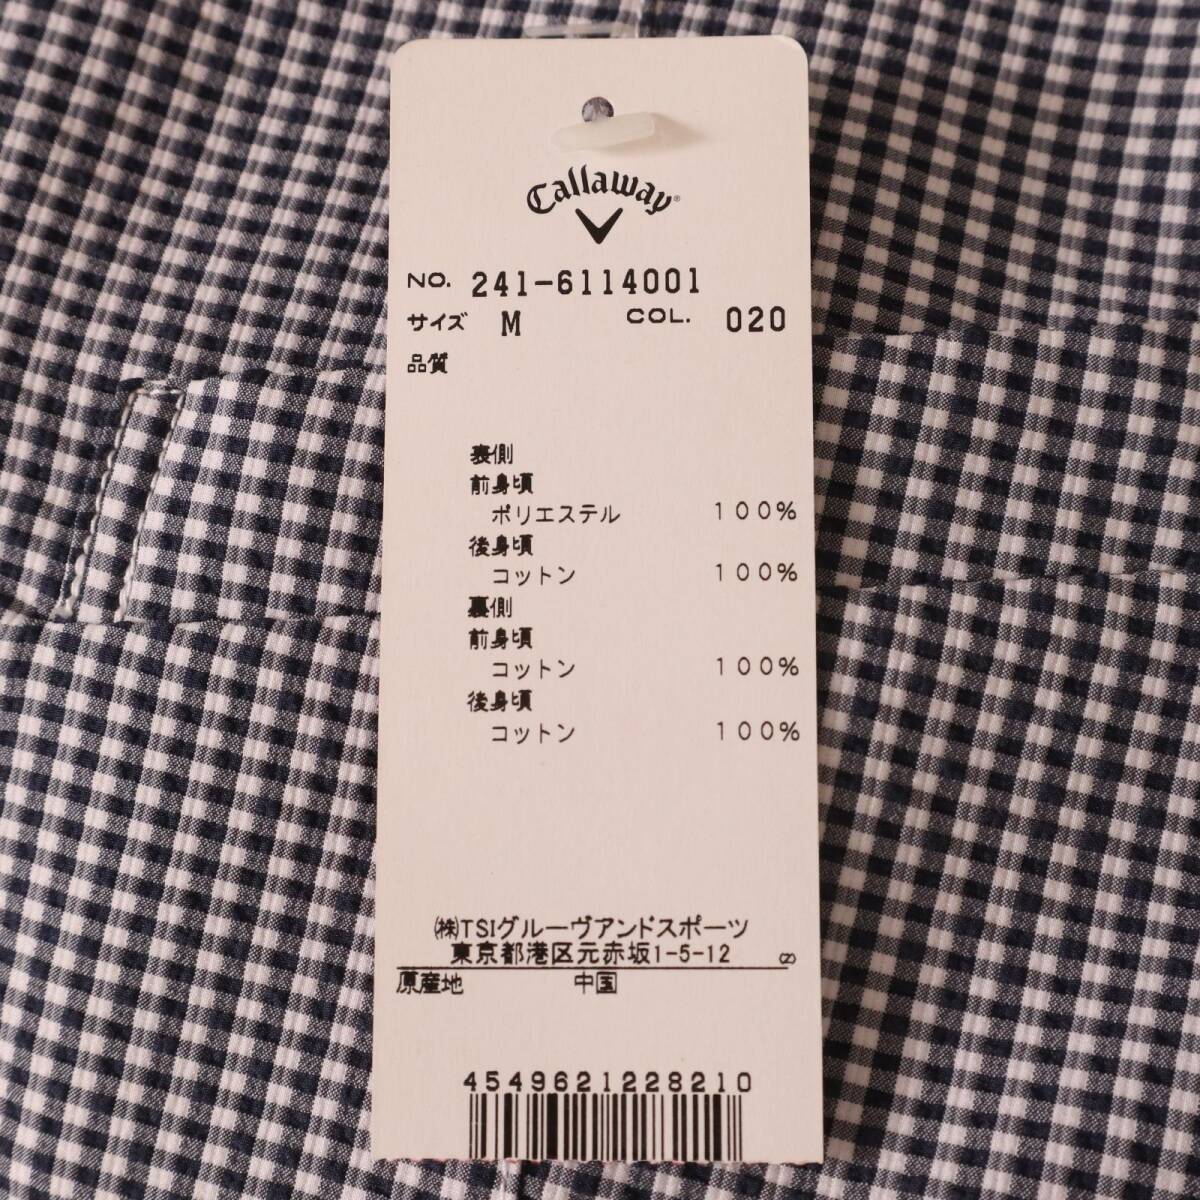 Callaway®
NO. 241-6114001
サイズ M COL. 020
品質
表側
前身頃
ポリエステル 100%
後身頃
コットン 100%
裏側
前身頃
コットン 100%
後身頃
コットン 100%
㈱TSIグルーヴアンドスポーツ
東京都港区元赤坂1-5-12
原産地 中国
4549621228210